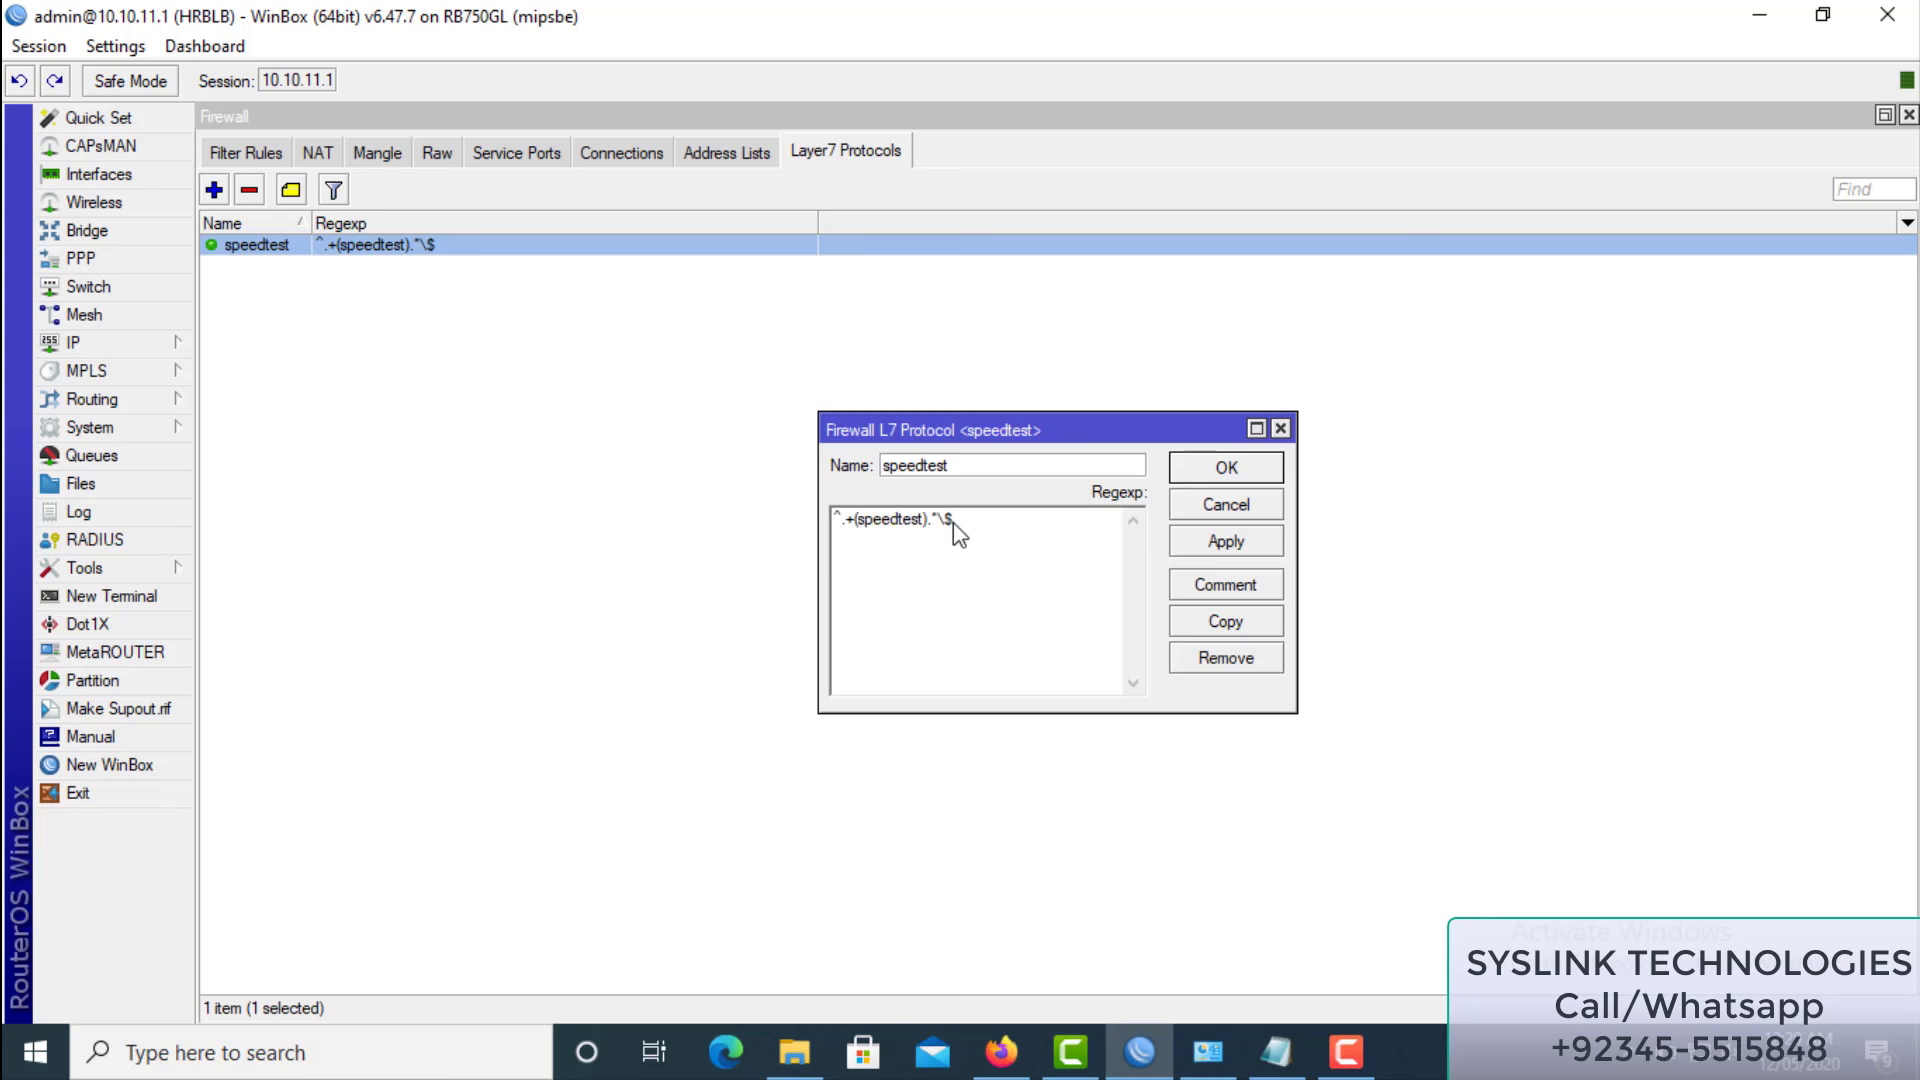 admin@10.10.11.1 (HRBLB) - WinBox (64bit) v6.47.7 on RB750GL (mipsbe)
Session Settings Dashboard
Safe Mode Session: 10.10.11.1
Firewall
Filter Rules NAT Mangle Raw Service Ports Connections Address Lists Layer7 Protocols
Find
Name Regexp
speedtest ^.+(speedtest).*\$
Quick Set
CAPsMAN
Interfaces
Wireless
Bridge
PPP
Switch
Mesh
IP
MPLS
Routing
System
Queues
Files
Log
RADIUS
Tools
New Terminal
Dot1X
MetaROUTER
Partition
Make Supout.rif
Manual
New WinBox
Exit
RouterOS WinBox
Firewall L7 Protocol <speedtest>
Name: speedtest
Regexp:
^.+(speedtest).*\$
OK
Cancel
Apply
Comment
Copy
Remove
1 item (1 selected)
Activate Windows
SYSLINK TECHNOLOGIES
Call/Whatsapp
+92345-5515848
Type here to search
12/05/2020
9